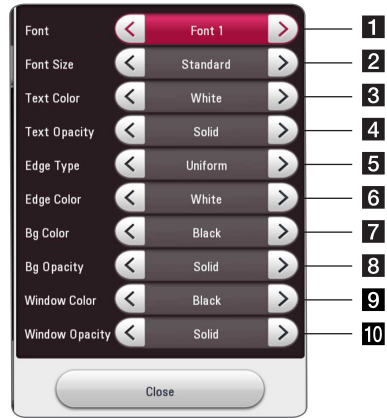 Font < Font 1 > 1
Font Size < Standard > 2
Text Color < White > 3
Text Opacity < Solid > 4
Edge Type < Uniform > 5
Edge Color < White > 6
Bg Color < Black > 7
Bg Opacity < Solid > 8
Window Color < Black > 9
Window Opacity < Solid > 10
Close